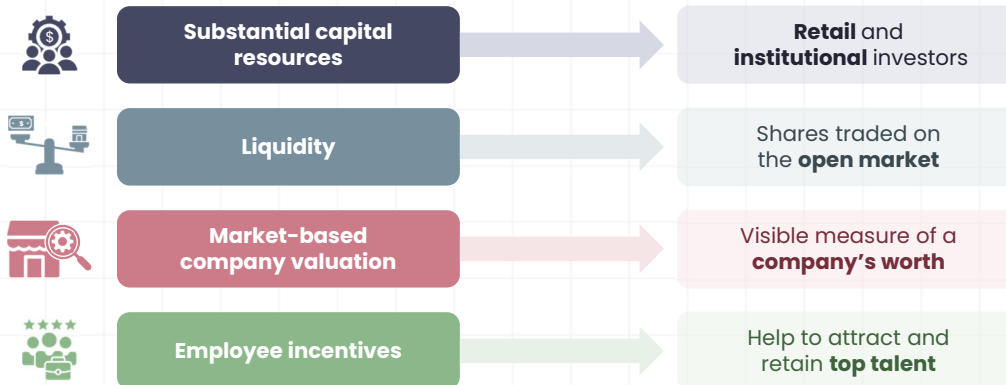 Substantial capital
resources
Retail and
institutional investors
Liquidity
Shares traded on
the open market
Market-based
company valuation
Visible measure of a
company’s worth
Employee incentives
Help to attract and
retain top talent
$
$